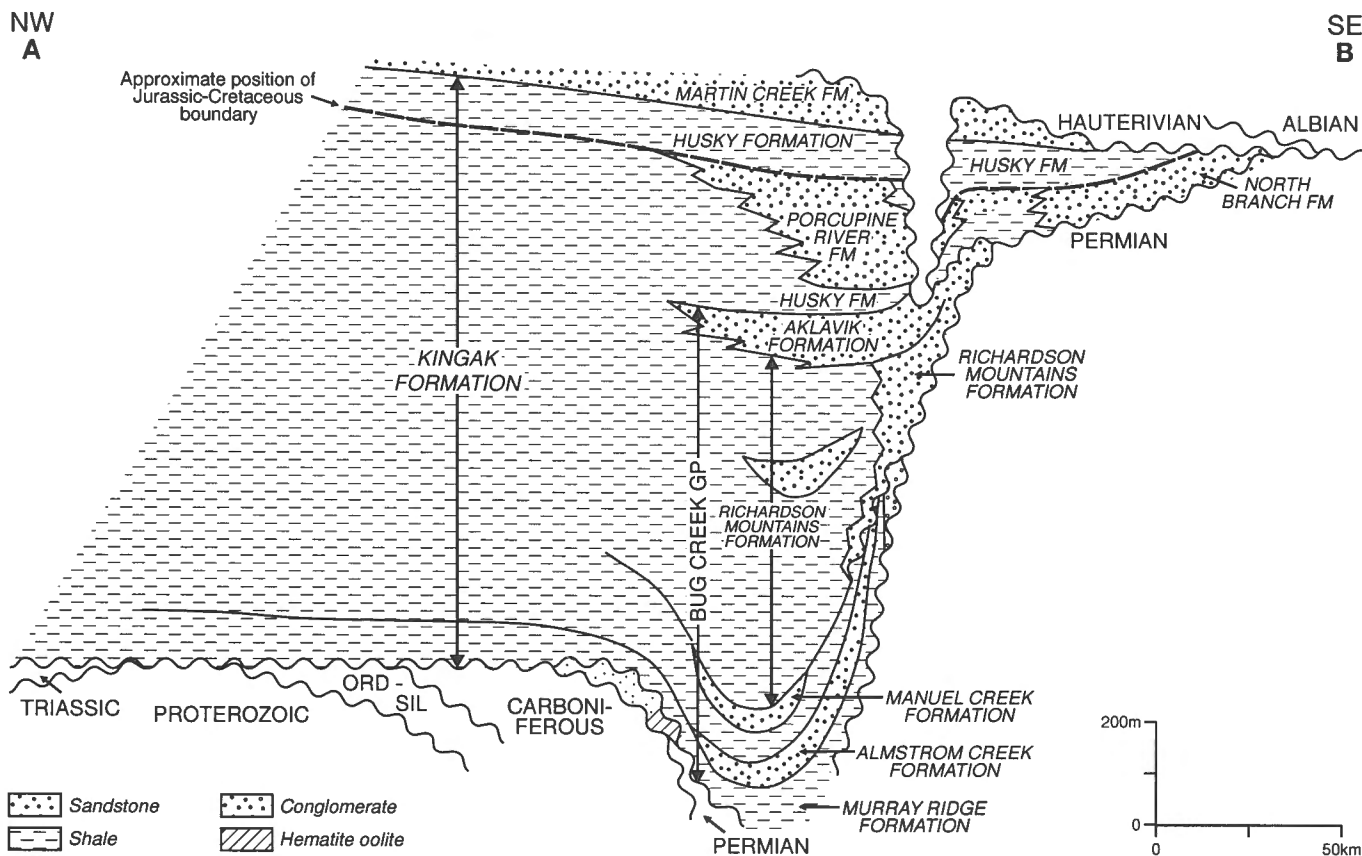 NW
A
SE
B
Approximate position of
Jurassic-Cretaceous
boundary
MARTIN CREEK FM
HUSKY FORMATION
HAUTERIVIAN
ALBIAN
HUSKY FM
NORTH
BRANCH FM
PERMIAN
PORCUPINE
RIVER
FM
HUSKY FM
AKLAVIK
FORMATION
KINGAK
FORMATION
RICHARDSON
MOUNTAINS
FORMATION
BUG CREEK GP
RICHARDSON
MOUNTAINS
FORMATION
TRIASSIC
PROTEROZOIC
ORD -
SIL
CARBONI-
FEROUS
MANUEL CREEK
FORMATION
ALMSTROM CREEK
FORMATION
MURRAY RIDGE
FORMATION
PERMIAN
Sandstone
Conglomerate
Shale
Hematite oolite
200m
0
0
50km